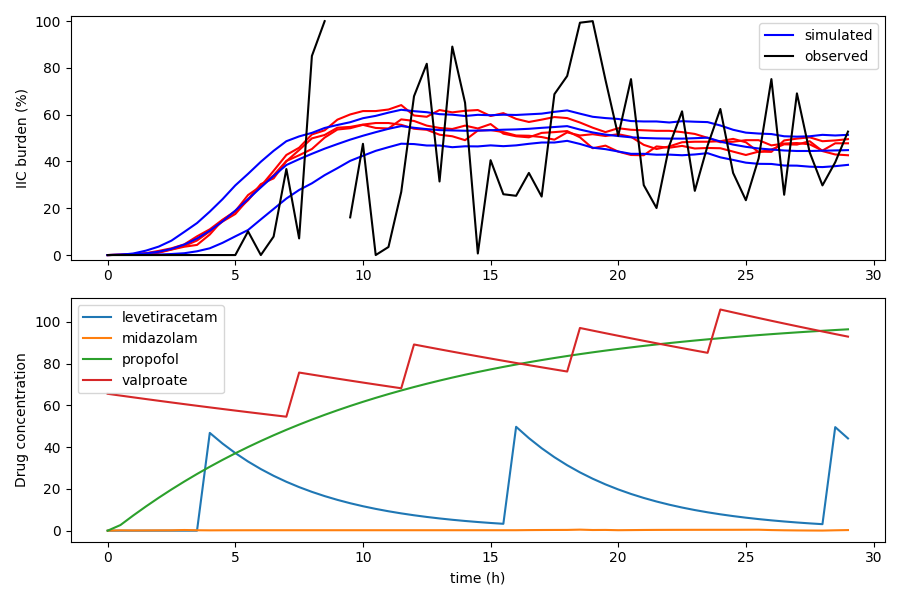 100
80
60
40
20
0
IIC burden (%)
simulated
observed
0 5 10 15 20 25 30
100
80
60
40
20
0
Drug concentration
levetiracetam
midazolam
propofol
valproate
0 5 10 15 20 25 30
time (h)